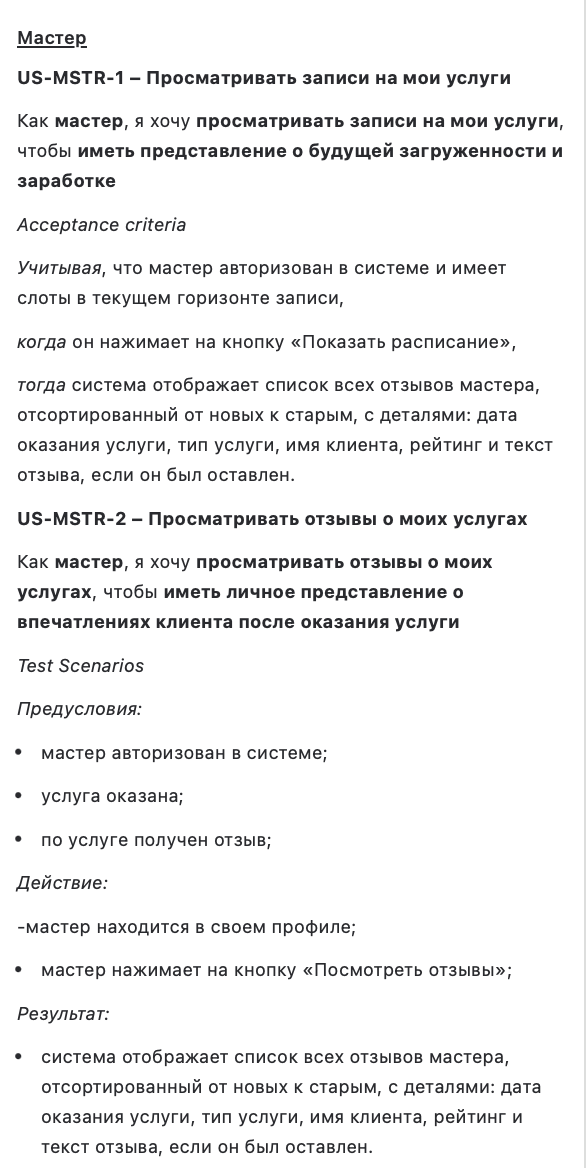 Мастер
US-MSTR-1 – Просматривать записи на мои услуги
Как мастер, я хочу просматривать записи на мои услуги,
чтобы иметь представление о будущей загруженности и
заработке
Acceptance criteria
Учитывая, что мастер авторизован в системе и имеет
слоты в текущем горизонте записи,
когда он нажимает на кнопку «Показать расписание»,
тогда система отображает список всех отзывов мастера,
отсортированный от новых к старым, с деталями: дата
оказания услуги, тип услуги, имя клиента, рейтинг и текст
отзыва, если он был оставлен.
US-MSTR-2 – Просматривать отзывы о моих услугах
Как мастер, я хочу просматривать отзывы о моих
услугах, чтобы иметь личное представление о
впечатлениях клиента после оказания услуги
Test Scenarios
Предусловия:
• мастер авторизован в системе;
• услуга оказана;
• по услуге получен отзыв;
Действие:
-мастер находится в своем профиле;
• мастер нажимает на кнопку «Посмотреть отзывы»;
Результат:
• система отображает список всех отзывов мастера,
отсортированный от новых к старым, с деталями: дата
оказания услуги, тип услуги, имя клиента, рейтинг и
текст отзыва, если он был оставлен.